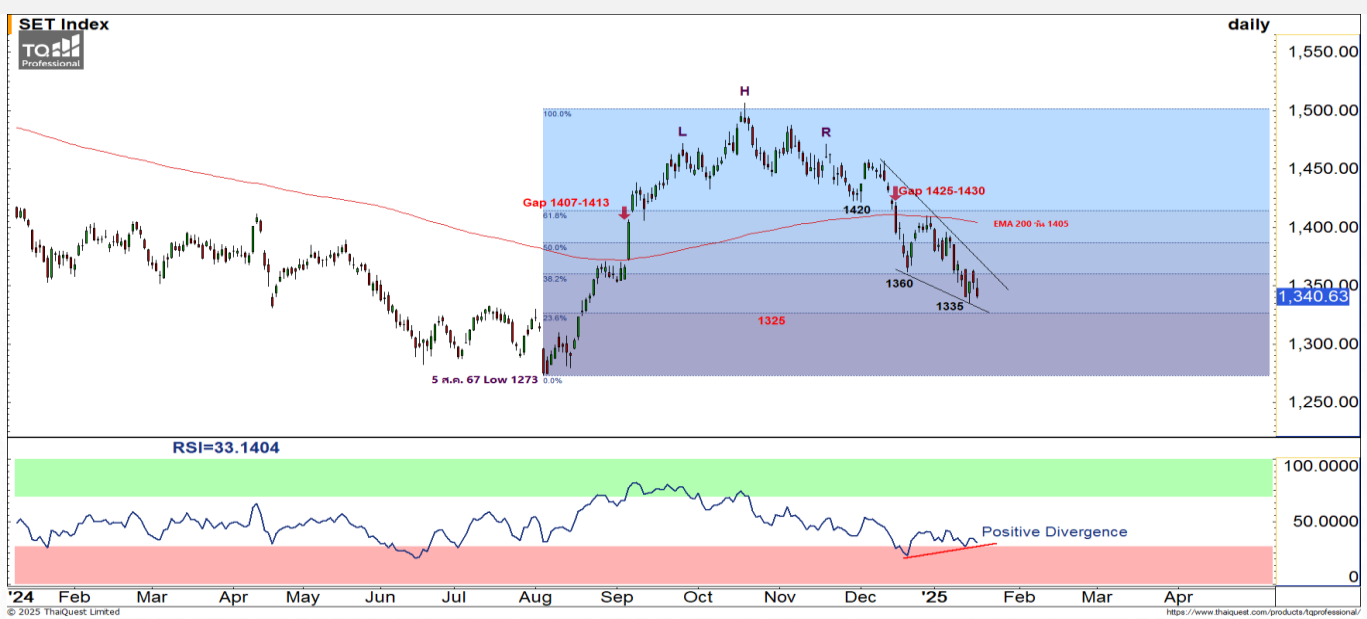 SET Index
daily
TQ
Professional
1,550.00
H
100.0%
1,500.00
L
R
1,450.00
Gap 1425-1430
Gap 1407-1413
1420
61.8%
1,400.00
EMA 200 วัน 1405
50.0%
38.2%
1360
1,350.00
1,340.63
1335
23.6%
1325
1,300.00
5 ส.ค. 67 Low 1273
0.0%
1,250.00
RSI=33.1404
100.0000
50.0000
Positive Divergence
0
'24 Feb Mar Apr May Jun Jul Aug Sep Oct Nov Dec '25 Feb Mar Apr
© 2025 ThaiQuest Limited
https://www.thaiquest.com/products/tqprofessional/